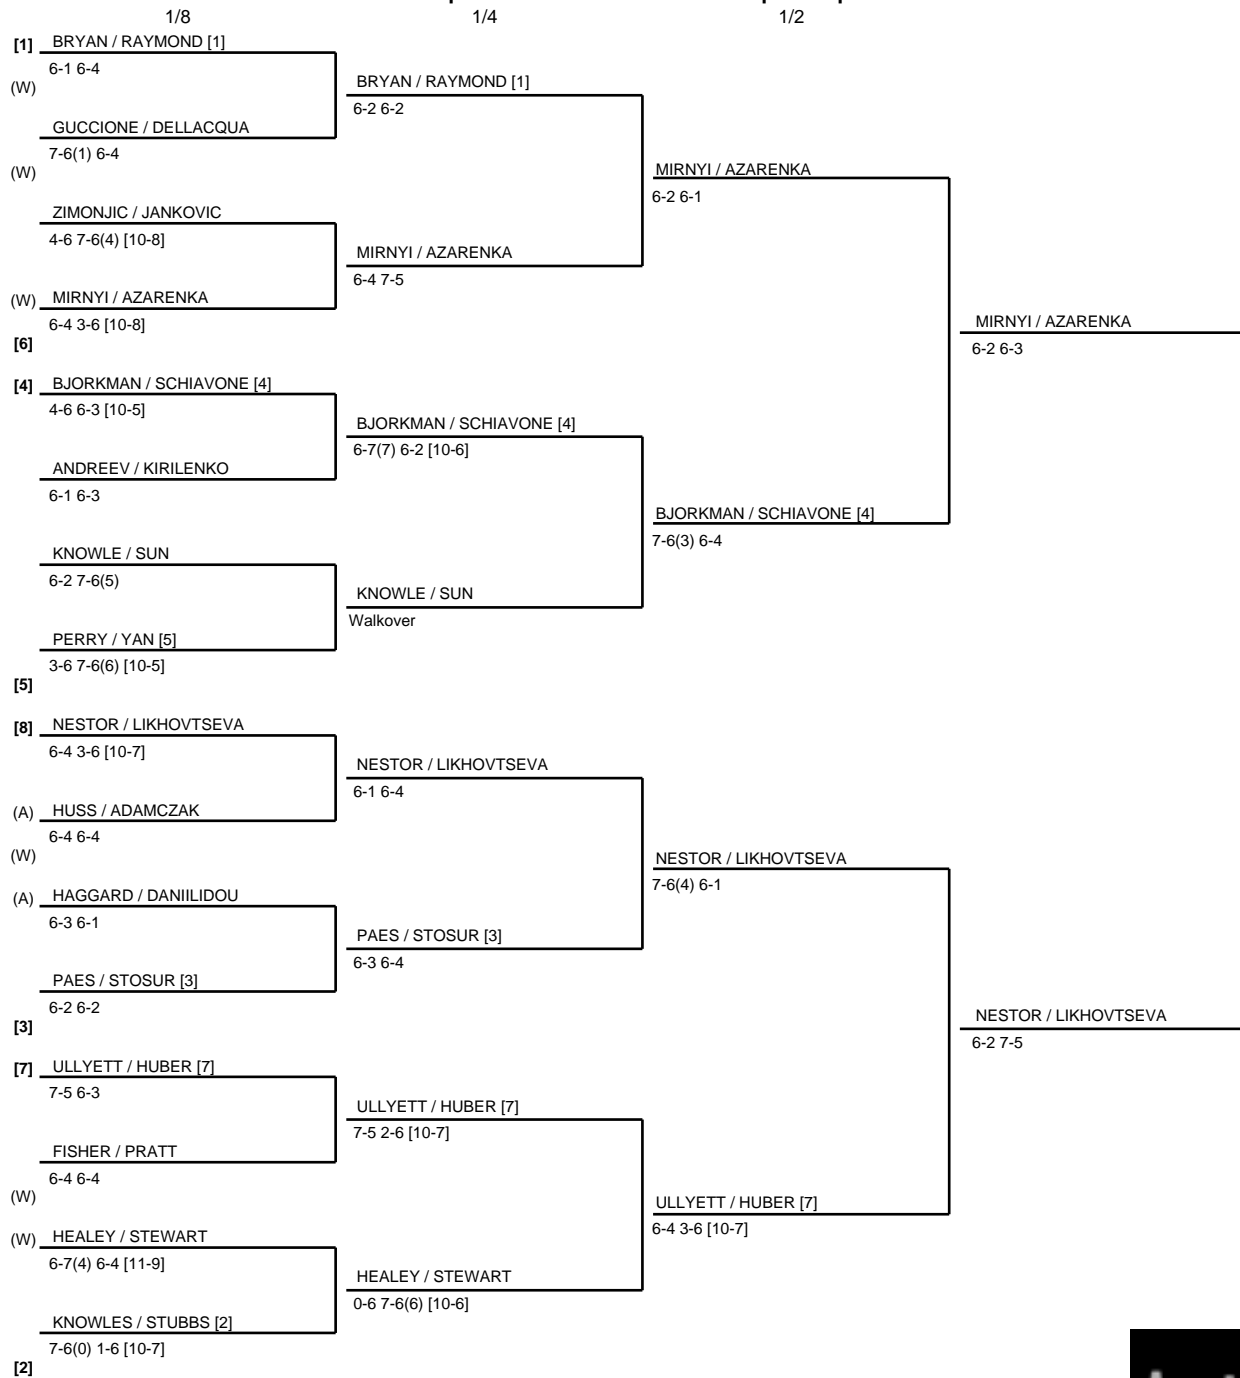 1/8 1/4 1/2
[1] BRYAN / RAYMOND [1]
6-1 6-4
(W)
BRYAN / RAYMOND [1]
6-2 6-2
GUCCIONE / DELLACQUA
7-6(1) 6-4
(W)
MIRNYI / AZARENKA
6-2 6-1
ZIMONJIC / JANKOVIC
4-6 7-6(4) [10-8]
MIRNYI / AZARENKA
6-4 7-5
(W) MIRNYI / AZARENKA
6-4 3-6 [10-8]
[6]
MIRNYI / AZARENKA
6-2 6-3
[4] BJORKMAN / SCHIAVONE [4]
4-6 6-3 [10-5]
BJORKMAN / SCHIAVONE [4]
6-7(7) 6-2 [10-6]
ANDREEV / KIRILENKO
6-1 6-3
BJORKMAN / SCHIAVONE [4]
7-6(3) 6-4
KNOWLE / SUN
6-2 7-6(5)
KNOWLE / SUN
Walkover
PERRY / YAN [5]
3-6 7-6(6) [10-5]
[5]
[8] NESTOR / LIKHOVTSEVA
6-4 3-6 [10-7]
NESTOR / LIKHOVTSEVA
6-1 6-4
(A) HUSS / ADAMCZAK
6-4 6-4
(W)
NESTOR / LIKHOVTSEVA
7-6(4) 6-1
(A) HAGGARD / DANIILIDOU
6-3 6-1
PAES / STOSUR [3]
6-3 6-4
PAES / STOSUR [3]
6-2 6-2
[3]
NESTOR / LIKHOVTSEVA
6-2 7-5
[7] ULLYETT / HUBER [7]
7-5 6-3
ULLYETT / HUBER [7]
7-5 2-6 [10-7]
FISHER / PRATT
6-4 6-4
(W)
ULLYETT / HUBER [7]
6-4 3-6 [10-7]
(W) HEALEY / STEWART
6-7(4) 6-4 [11-9]
HEALEY / STEWART
0-6 7-6(6) [10-6]
KNOWLES / STUBBS [2]
7-6(0) 1-6 [10-7]
[2]